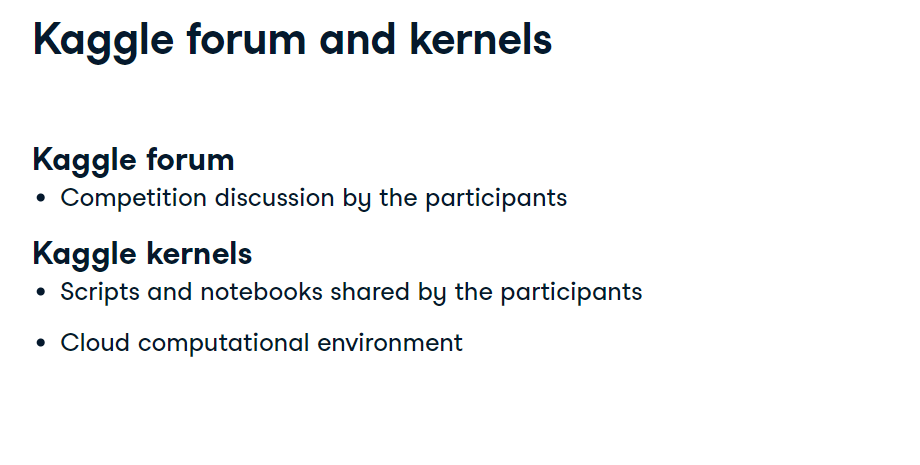 Kaggle forum and kernels
Kaggle forum
• Competition discussion by the participants
Kaggle kernels
• Scripts and notebooks shared by the participants
• Cloud computational environment